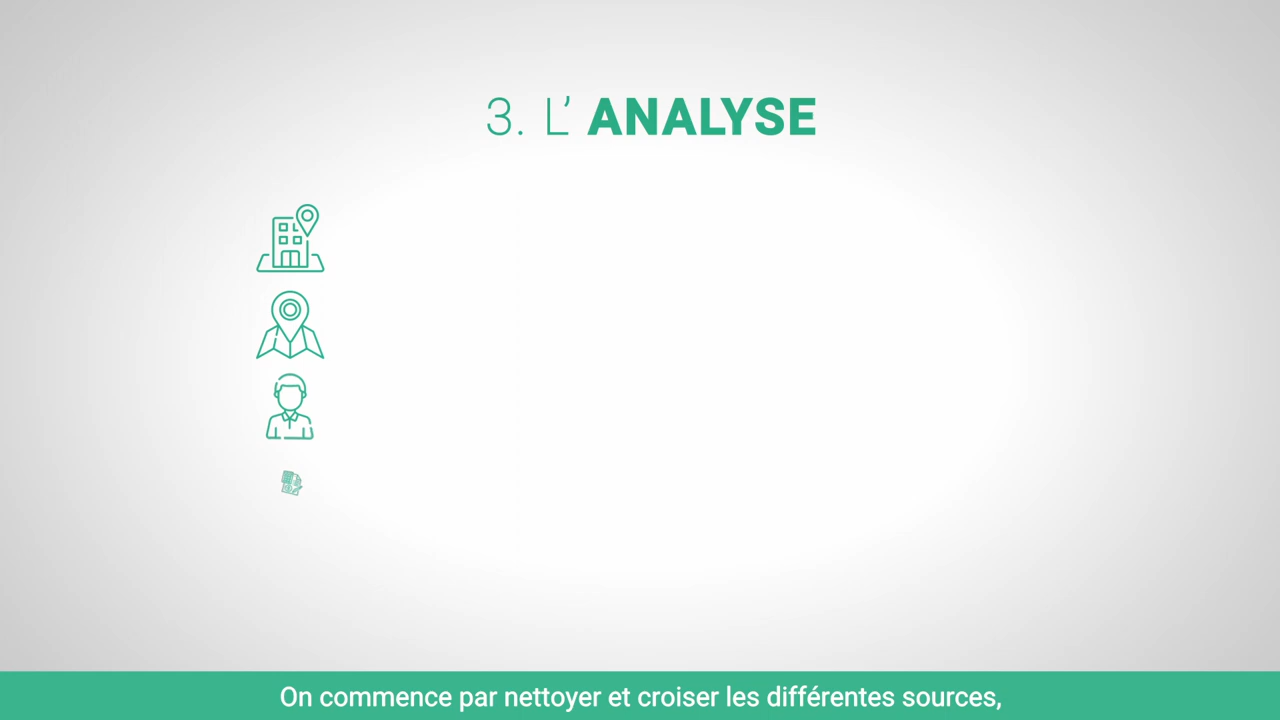 3. L’ ANALYSE
On commence par nettoyer et croiser les différentes sources,